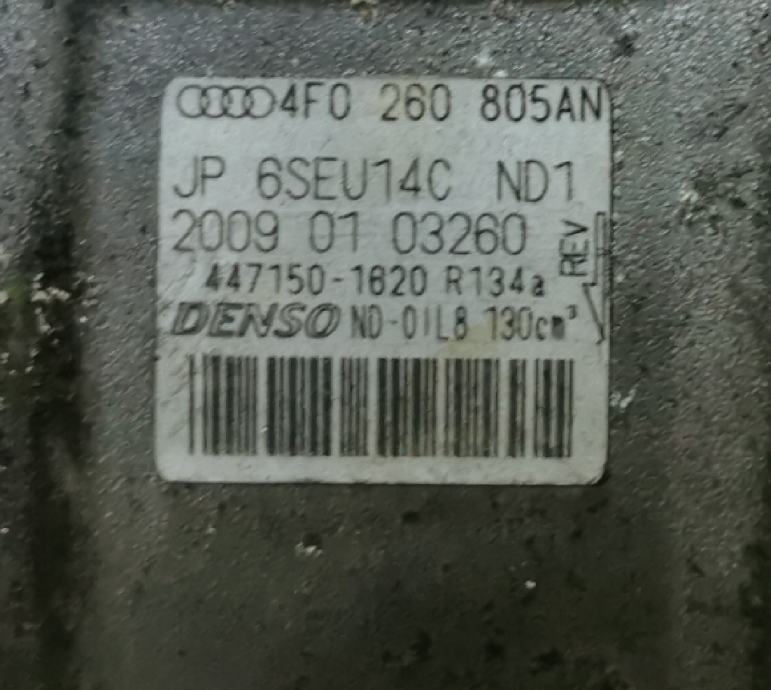 4F0 260 805AN
JP 6SEU14C ND1
2009 01 03260
REV
447150-1620 R134a
DENSO ND-OIL8 130cm³